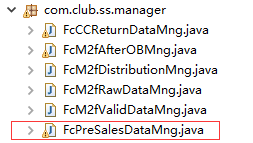 com.club.ss.manager
FcCCReturnDataMng.java
FcM2fAfterOBMng.java
FcM2fDistributionMng.java
FcM2fRawDataMng.java
FcM2fValidDataMng.java
FcPreSalesDataMng.java